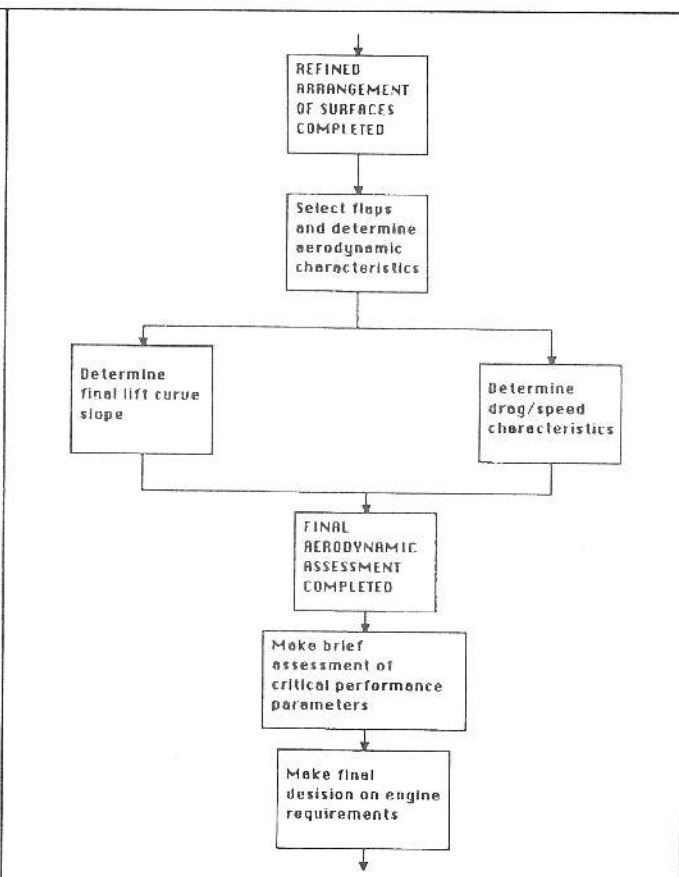 REFINED
ARRANGEMENT
OF SURFACES
COMPLETED
Select flaps
and determine
aerodynamic
characteristics
Determine
final lift curve
slope
Determine
drag/speed
characteristics
FINAL
AERODYNAMIC
ASSESSMENT
COMPLETED
Make brief
assessment of
critical performance
parameters
Make final
desision on engine
requirements